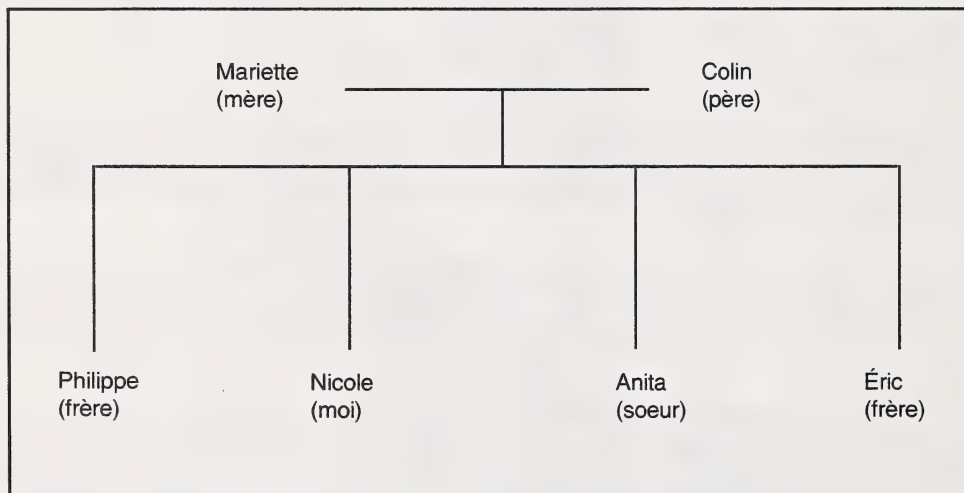 Mariette
(mère)
Colin
(père)
Philippe
(frère)
Nicole
(moi)
Anita
(soeur)
Éric
(frère)